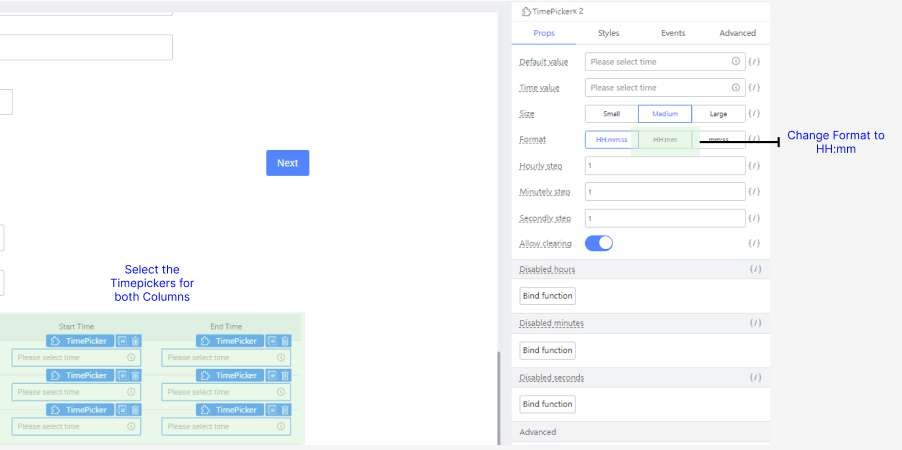 TimePicker× 2
Props
Styles
Events
Advanced
Default value
Please select time
{/}
Time value
Please select time
{/}
Size
Small
Medium
Large
{/}
Format
HH:mm:ss
HH:mm
mm:ss
{/}
Change Format to
HH:mm
Next
Hourly step
1
{/}
Minutely step
1
{/}
Secondly step
1
{/}
Allow clearing
{/}
Select the
Timepickers for
both Columns
Disabled hours
{/}
Bind function
Disabled minutes
{/}
Bind function
Disabled seconds
{/}
Bind function
Advanced
Start Time
End Time
TimePicker
TimePicker
Please select time
Please select time
TimePicker
TimePicker
Please select time
Please select time
TimePicker
TimePicker
Please select time
Please select time